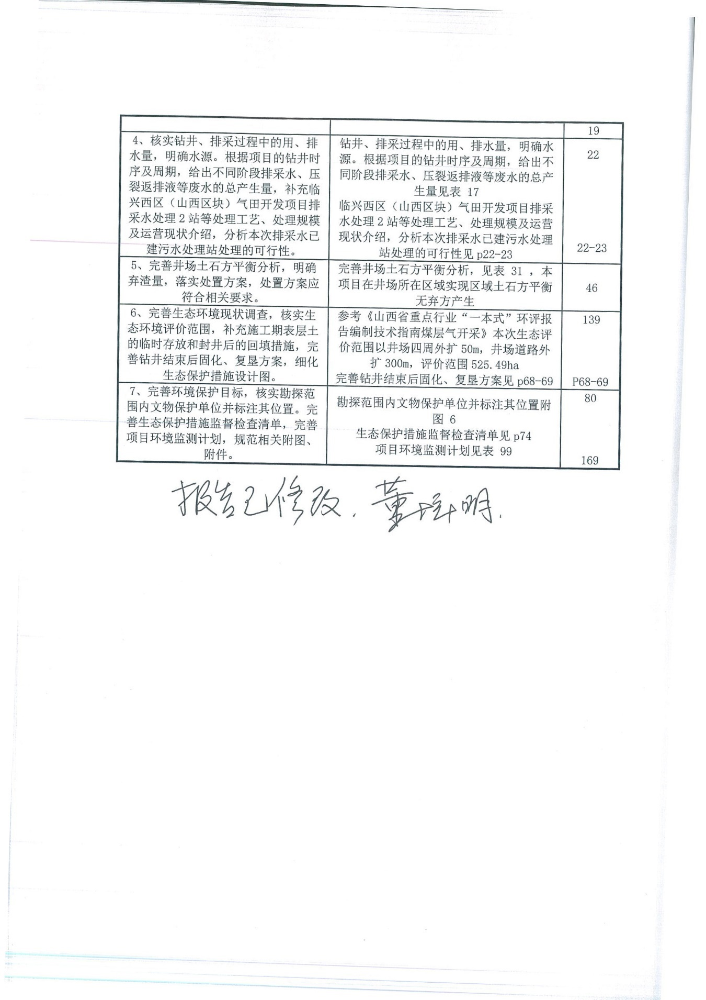 19
4、核实钻井、排采过程中的用、排
水量，明确水源。根据项目的钻井时
序及周期，给出不同阶段排采水、压
裂返排液等废水的总产生量，补充临
兴西区（山西区块）气田开发项目排
采水处理2站等处理工艺、处理规模
及运营现状介绍，分析本次排采水已
建污水处理站处理的可行性。
钻井、排采过程中的用、排水量，明确水
源。根据项目的钻井时序及周期，给出不
同阶段排采水、压裂返排液等废水的总产
生量见表 17
临兴西区（山西区块）气田开发项目排采
水处理2站等处理工艺、处理规模及运营
现状介绍，分析本次排采水已建污水处理
站处理的可行性见p22-23
22
22-23
5、完善井场土石方平衡分析，明确
弃渣量，落实处置方案，处置方案应
符合相关要求。
完善井场土石方平衡分析，见表 31 ，本
项目在井场所在区域实现区域土石方平衡
无弃方产生
46
6、完善生态环境现状调查，核实生
态环境评价范围，补充施工期表层土
的临时存放和封井后的回填措施，完
善钻井结束后固化、复垦方案，细化
生态保护措施设计图。
参考《山西省重点行业“一本式”环评报
告编制技术指南煤层气开采》本次生态评
价范围以井场四周外扩50m，井场道路外
扩300m，评价范围525.49ha
完善钻井结束后固化、复垦方案见p68-69
139
P68-69
7、完善环境保护目标，核实勘探范
围内文物保护单位并标注其位置。完
善生态保护措施监督检查清单，完善
项目环境监测计划，规范相关附图、
附件。
勘探范围内文物保护单位并标注其位置附
图 6
生态保护措施监督检查清单见p74
项目环境监测计划见表 99
80
169
报告已修改. 董 明.